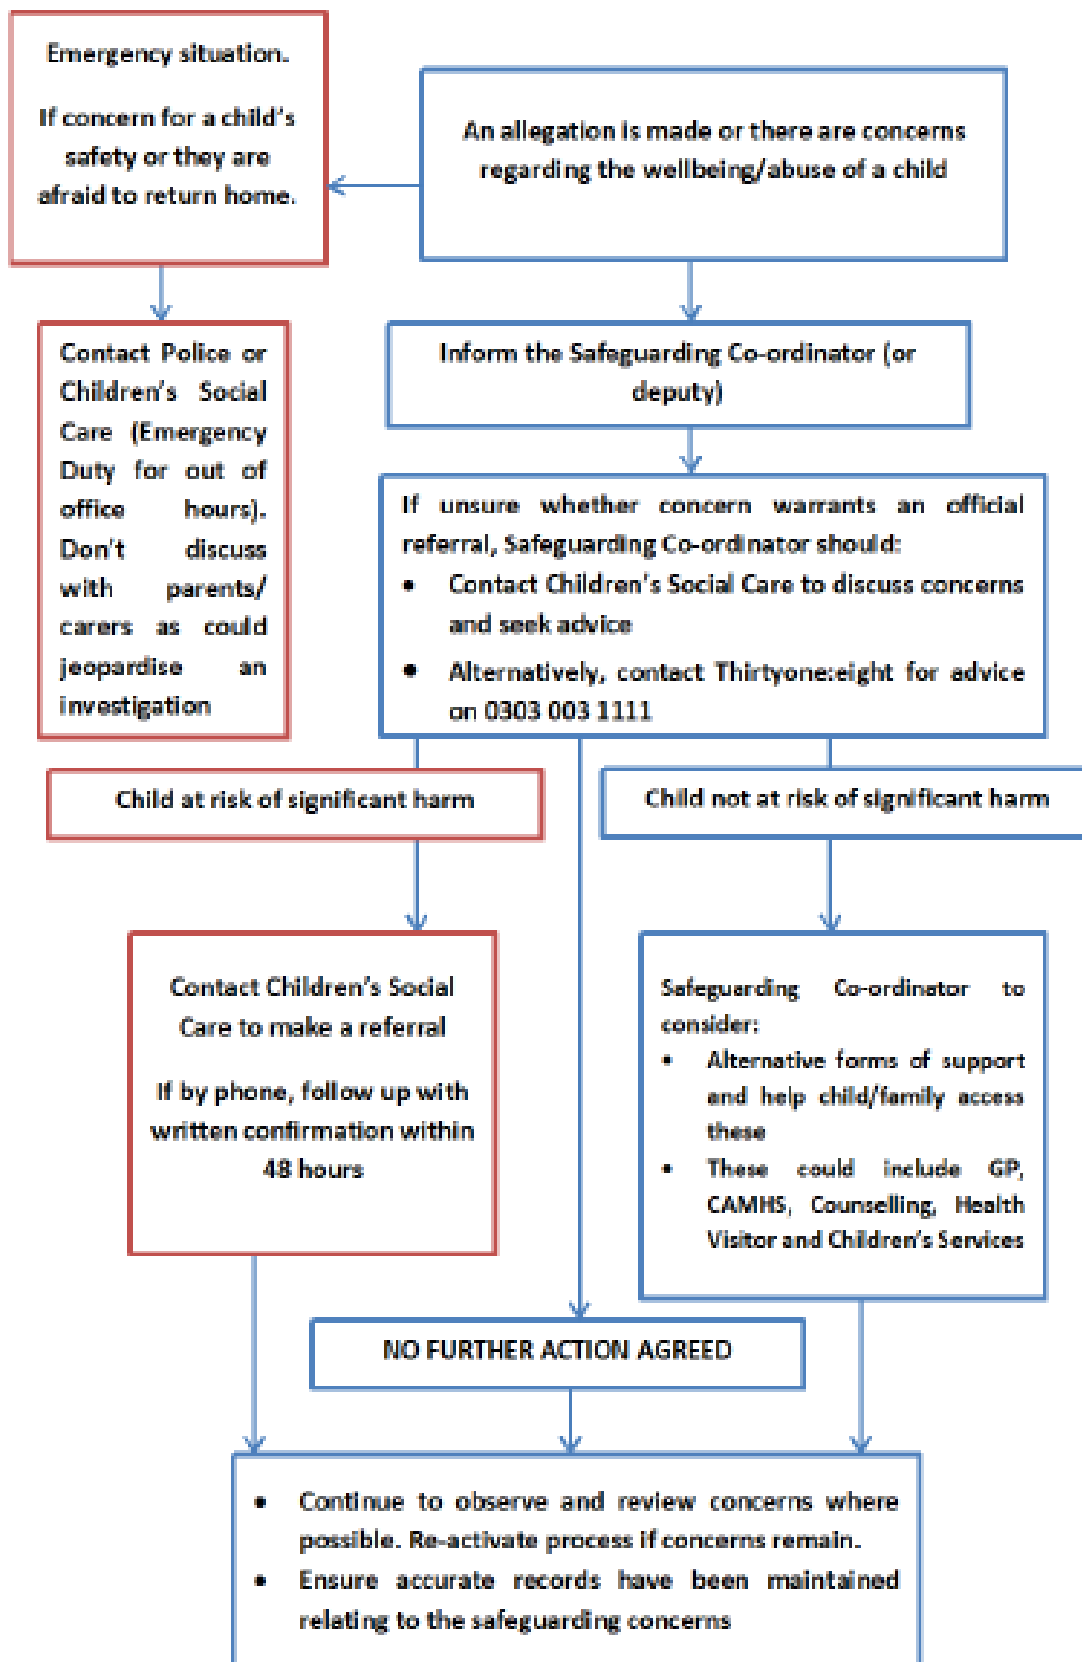 Emergency situation.
If concern for a child's
safety or they are
afraid to return home.
An allegation is made or there are concerns
regarding the wellbeing/abuse of a child
Contact Police or
Children's Social
Care (Emergency
Duty for out of
office hours).
Don't discuss
with parents/
carers as could
jeopardise an
investigation
Inform the Safeguarding Co-ordinator (or
deputy)
If unsure whether concern warrants an official
referral, Safeguarding Co-ordinator should:
• Contact Children's Social Care to discuss concerns
and seek advice
• Alternatively, contact Thirtyone:eight for advice
on 0303 003 1111
Child at risk of significant harm
Child not at risk of significant harm
Contact Children's Social
Care to make a referral
If by phone, follow up with
written confirmation within
48 hours
Safeguarding Co-ordinator to
consider:
• Alternative forms of support
and help child/family access
these
• These could include GP,
CAMHS, Counselling, Health
Visitor and Children's Services
NO FURTHER ACTION AGREED
• Continue to observe and review concerns where
possible. Re-activate process if concerns remain.
• Ensure accurate records have been maintained
relating to the safeguarding concerns